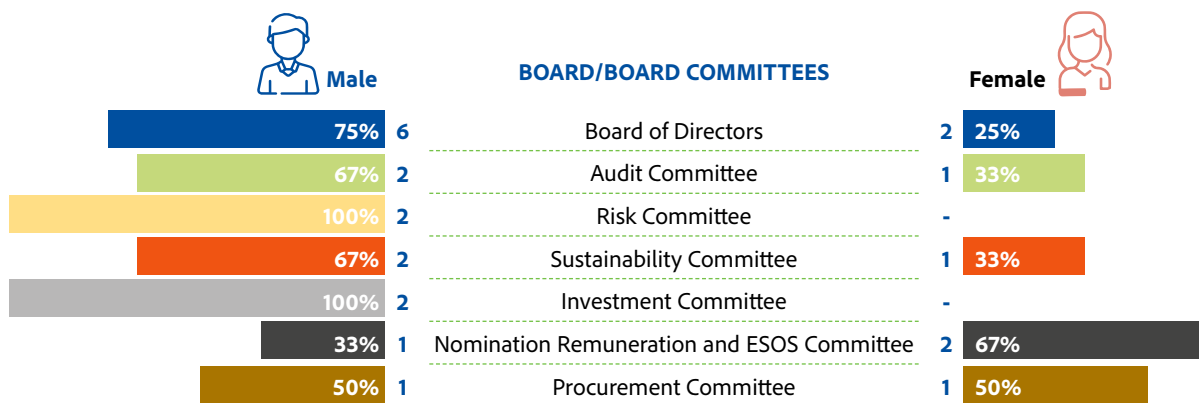 BOARD/BOARD COMMITTEES
Male
Female
75% 6 Board of Directors 2 25%
67% 2 Audit Committee 1 33%
100% 2 Risk Committee -
67% 2 Sustainability Committee 1 33%
100% 2 Investment Committee -
33% 1 Nomination Remuneration and ESOS Committee 2 67%
50% 1 Procurement Committee 1 50%